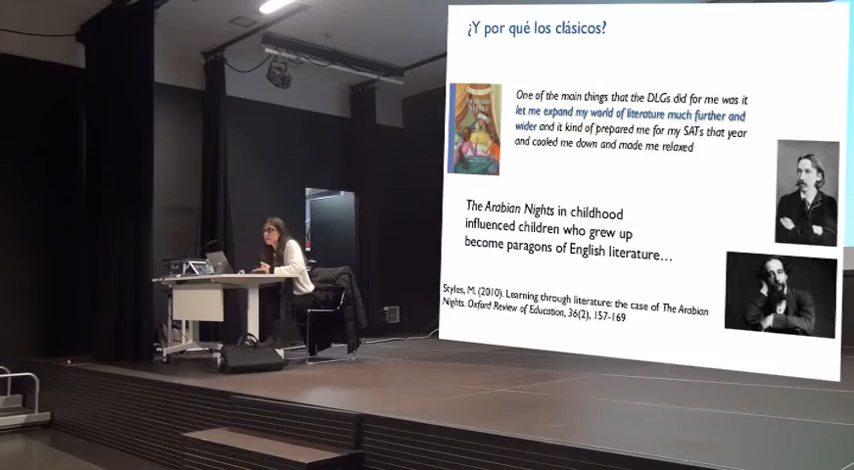 ¿Y por qué los clásicos?
Arabian
Nights
One of the main things that the DLGs did for me was it
let me expand my world of literature much further and
wider and it kind of prepared me for my SATs that year
and cooled me down and made me relaxed
The Arabian Nights in childhood
influenced children who grew up
become paragons of English literature…
Styles, M. (2010). Learning through literature: the case of The Arabian
Nights. Oxford Review of Education, 36(2), 157-169